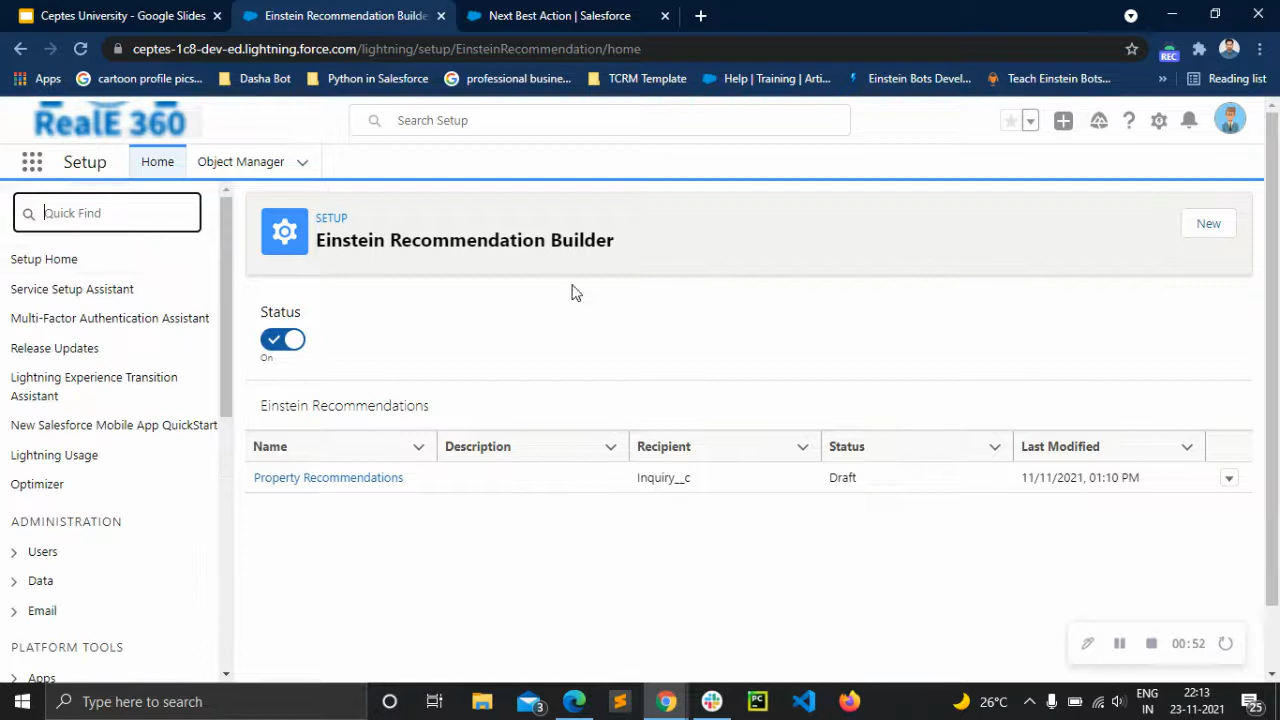 Ceptes University - Google Slides
Einstein Recommendation Builde
Next Best Action | Salesforce
ceptes-1c8-dev-ed.lightning.force.com/lightning/setup/EinsteinRecommendation/home
REC
Apps
cartoon profile pics...
Dasha Bot
Python in Salesforce
professional busine...
TCRM Template
Help | Training | Arti...
Einstein Bots Devel...
Teach Einstein Bots...
»
Reading list
RealE 360
Search Setup
Setup
Home
Object Manager
Quick Find
Setup Home
Service Setup Assistant
Multi-Factor Authentication Assistant
Release Updates
Lightning Experience Transition
Assistant
New Salesforce Mobile App QuickStart
Lightning Usage
Optimizer
ADMINISTRATION
Users
Data
Email
PLATFORM TOOLS
Apps
SETUP
Einstein Recommendation Builder
New
Status
On
Einstein Recommendations
Name
Description
Recipient
Status
Last Modified
Property Recommendations
Inquiry__c
Draft
11/11/2021, 01:10 PM
00:52
Type here to search
3
PC
26°C
ENG
IN
22:13
23-11-2021
25